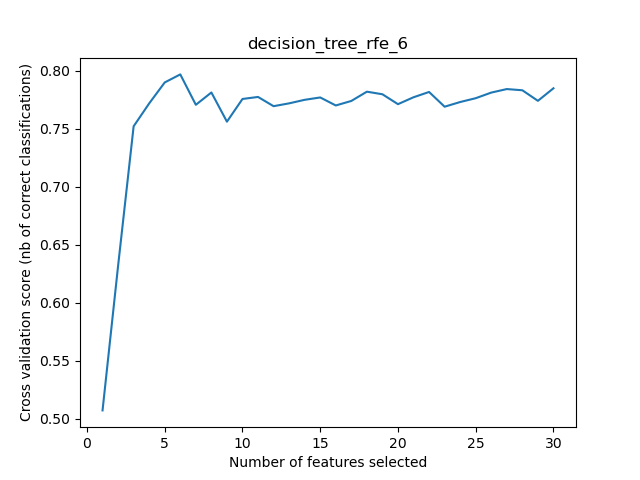 decision_tree_rfe_6
Cross validation score (nb of correct classifications)
0.80
0.75
0.70
0.65
0.60
0.55
0.50
0 5 10 15 20 25 30
Number of features selected